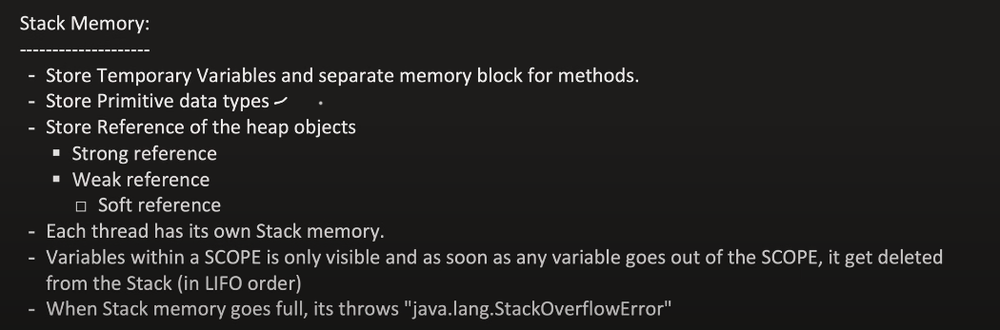 Stack Memory:
--------------------
- Store Temporary Variables and separate memory block for methods.
- Store Primitive data types
- Store Reference of the heap objects
▪ Strong reference
▪ Weak reference
□ Soft reference
- Each thread has its own Stack memory.
- Variables within a SCOPE is only visible and as soon as any variable goes out of the SCOPE, it get deleted
from the Stack (in LIFO order)
- When Stack memory goes full, its throws "java.lang.StackOverflowError"